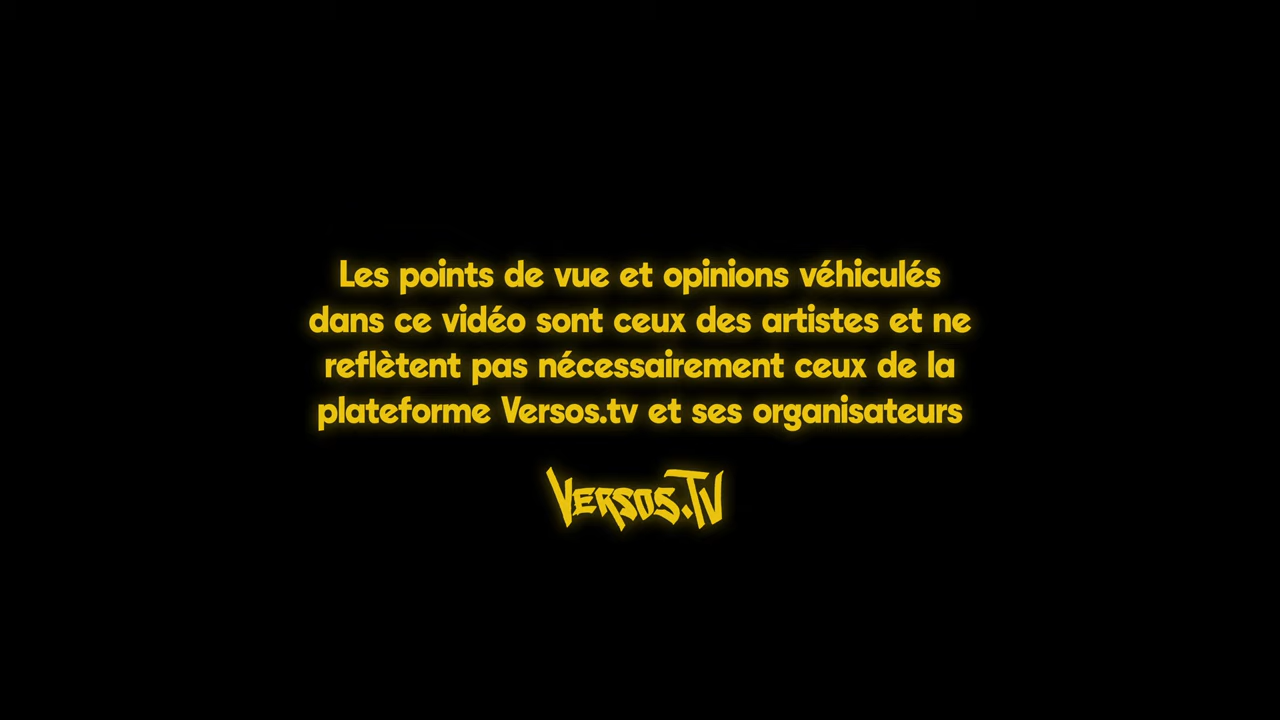 Les points de vue et opinions véhiculés
dans ce vidéo sont ceux des artistes et ne
reflètent pas nécessairement ceux de la
plateforme Versos.tv et ses organisateurs
VERSOS.TV